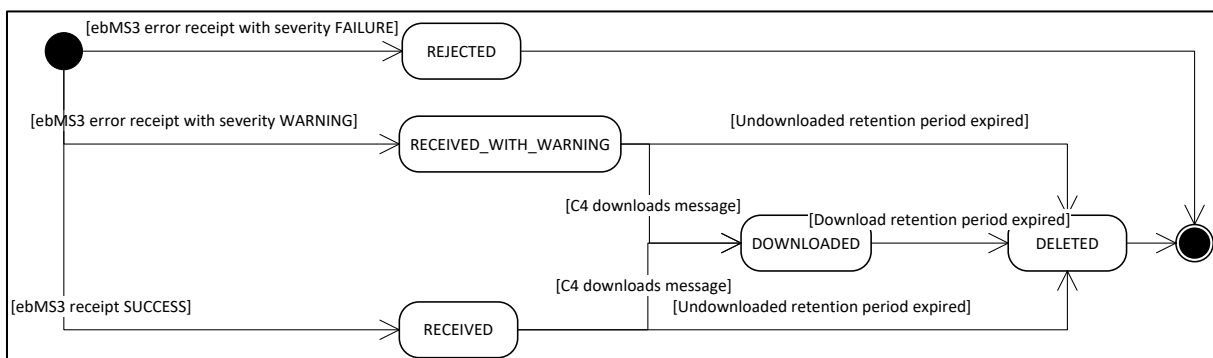 [ebMS3 error receipt with severity FAILURE]
REJECTED
[ebMS3 error receipt with severity WARNING]
[Undownloaded retention period expired]
RECEIVED_WITH_WARNING
[C4 downloads message]
[Download retention period expired]
DOWNLOADED
DELETED
[C4 downloads message]
[ebMS3 receipt SUCCESS]
[Undownloaded retention period expired]
RECEIVED